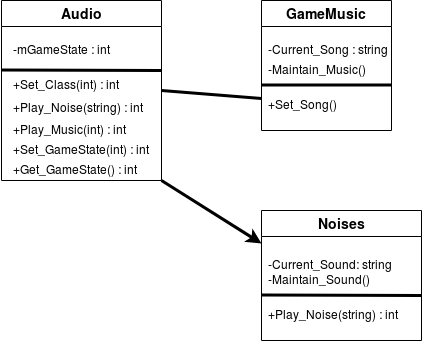 Audio
-mGameState : int
+Set_Class(int) : int
+Play_Noise(string) : int
+Play_Music(int) : int
+Set_GameState(int) : int
+Get_GameState() : int
GameMusic
-Current_Song : string
-Maintain_Music()
+Set_Song()
Noises
-Current_Sound: string
-Maintain_Sound()
+Play_Noise(string) : int